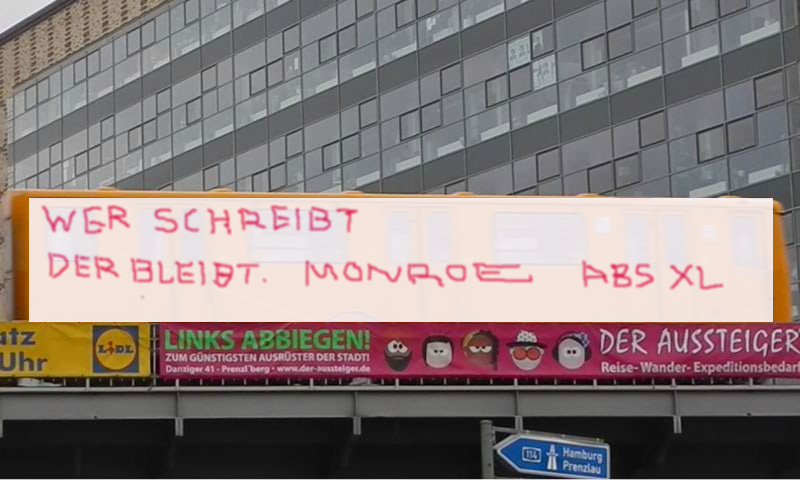 WER SCHREIBT
DER BLEIBT. MONROE ABS XL
atz
Uhr
LiDL
LINKS ABBIEGEN!
ZUM GÜNSTIGSTEN AUSRÜSTER DER STADT!
Danziger 41 - Prenzl'berg · www.der-aussteiger.de
DER AUSSTEIGER
Reise- Wander- Expeditionsbedarf
114
Hamburg
Prenzlau